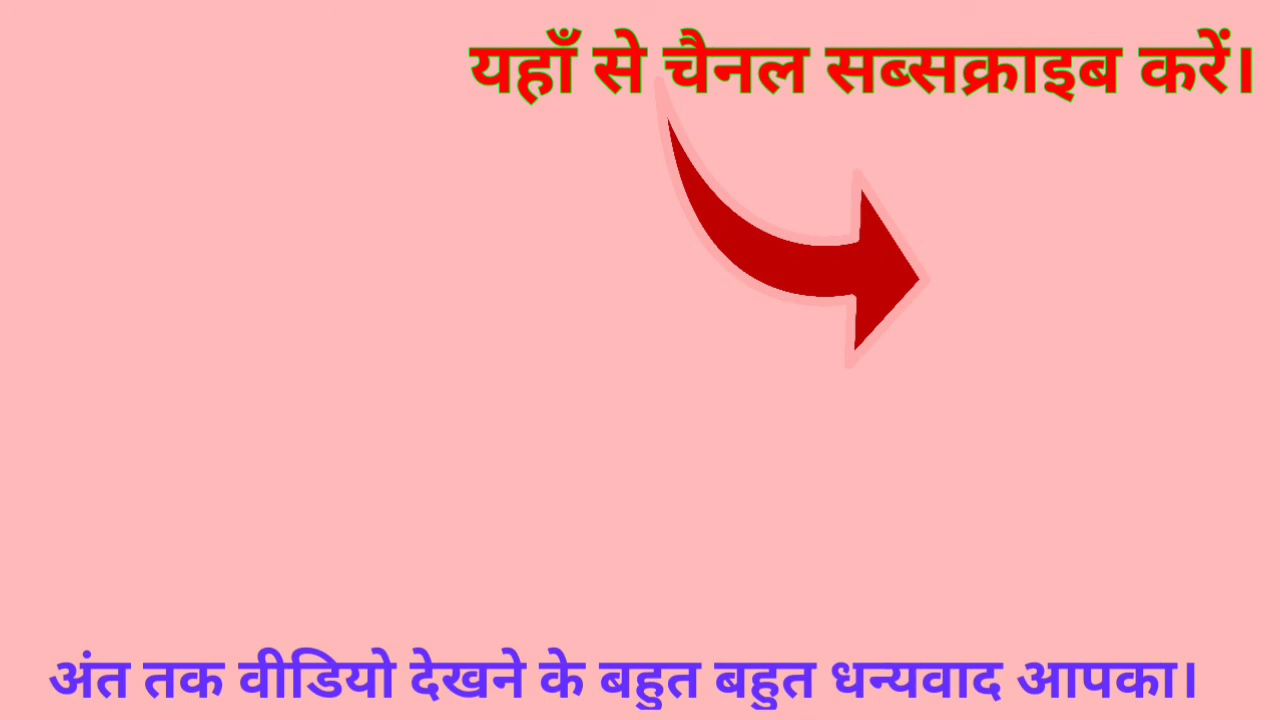 यहाँ से चैनल सब्सक्राइब करें।
अंत तक वीडियो देखने के बहुत बहुत धन्यवाद आपका।